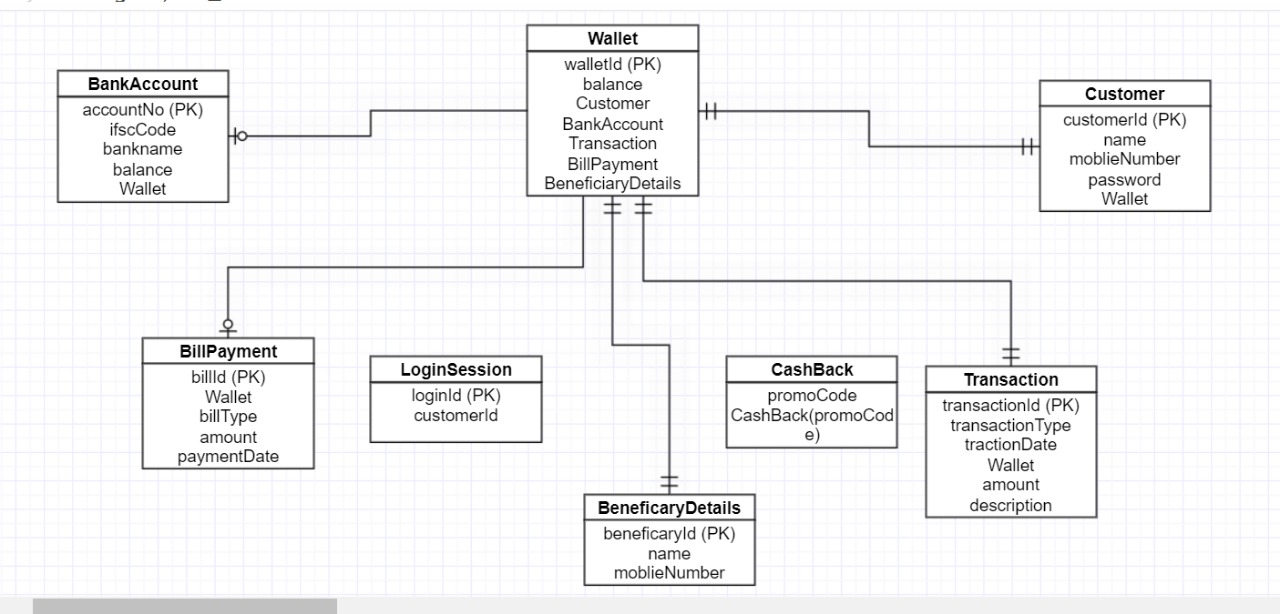 Wallet
walletId (PK)
balance
Customer
BankAccount
Transaction
BillPayment
BeneficiaryDetails
BankAccount
accountNo (PK)
ifscCode
bankname
balance
Wallet
Customer
customerId (PK)
name
moblieNumber
password
Wallet
BillPayment
billId (PK)
Wallet
billType
amount
paymentDate
LoginSession
loginId (PK)
customerId
CashBack
promoCode
CashBack(promoCod
e)
Transaction
transactionId (PK)
transactionType
tractionDate
Wallet
amount
description
BeneficaryDetails
beneficaryId (PK)
name
moblieNumber